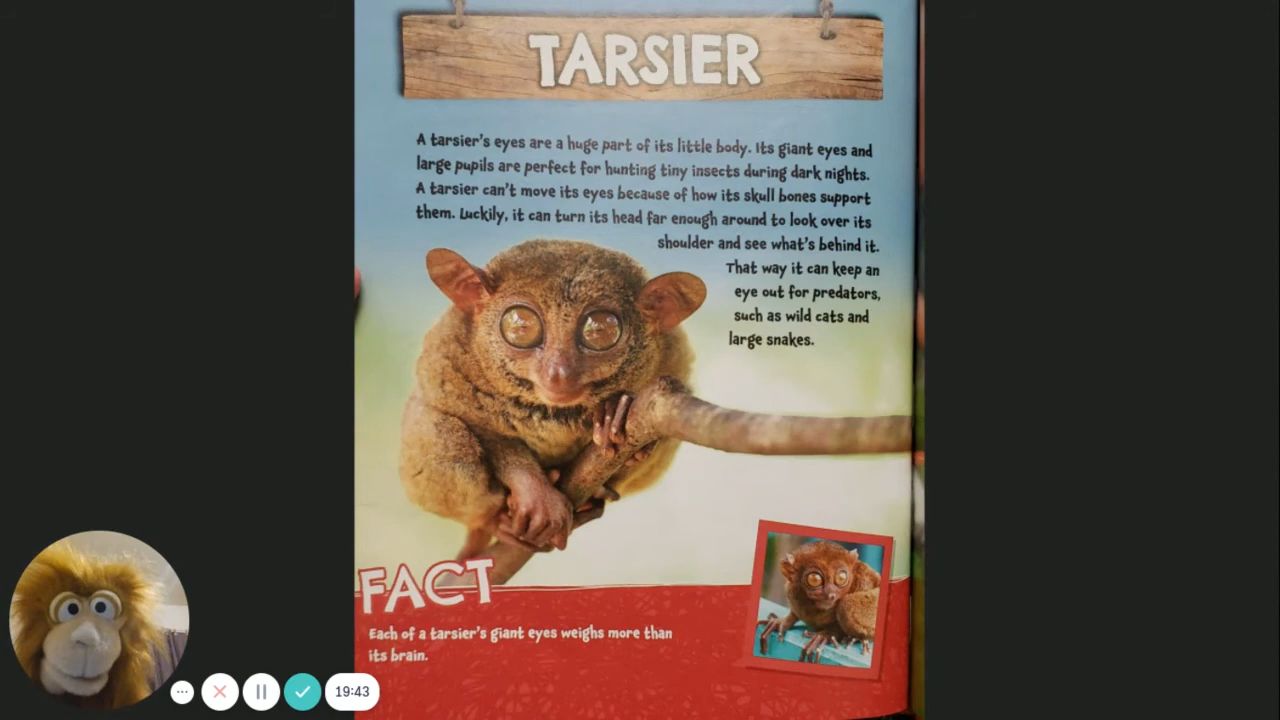 TARSIER
A tarsier's eyes are a huge part of its little body. Its giant eyes and
large pupils are perfect for hunting tiny insects during dark nights.
A tarsier can't move its eyes because of how its skull bones support
them. Luckily, it can turn its head far enough around to look over its
shoulder and see what's behind it.
That way it can keep an
eye out for predators,
such as wild cats and
large snakes.
FACT
Each of a tarsier's giant eyes weighs more than
its brain.
19:43